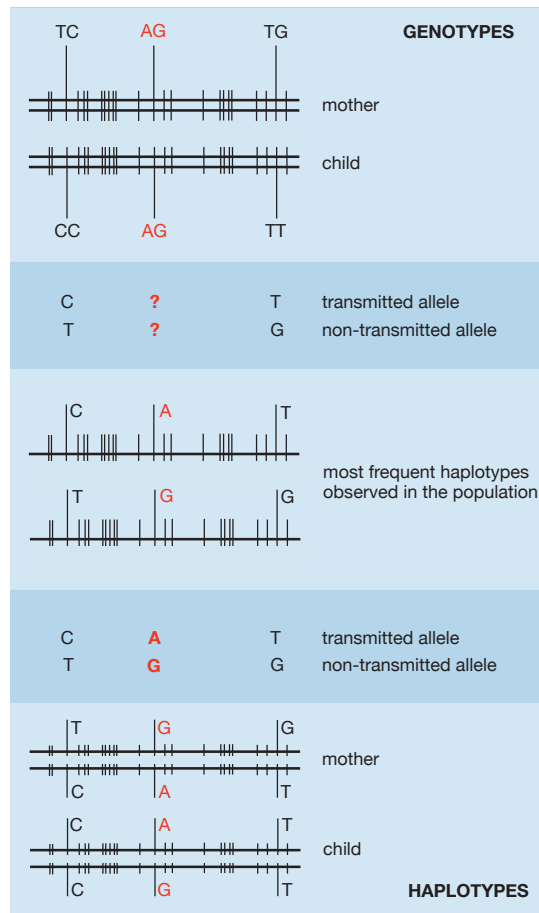 TC AG TG GENOTYPES
mother
child
CC AG TT
C ? T transmitted allele
T ? G non-transmitted allele
C A T
most frequent haplotypes
observed in the population
T G G
C A T transmitted allele
T G G non-transmitted allele
T G G
mother
C A T
C A T
child
C G T HAPLOTYPES